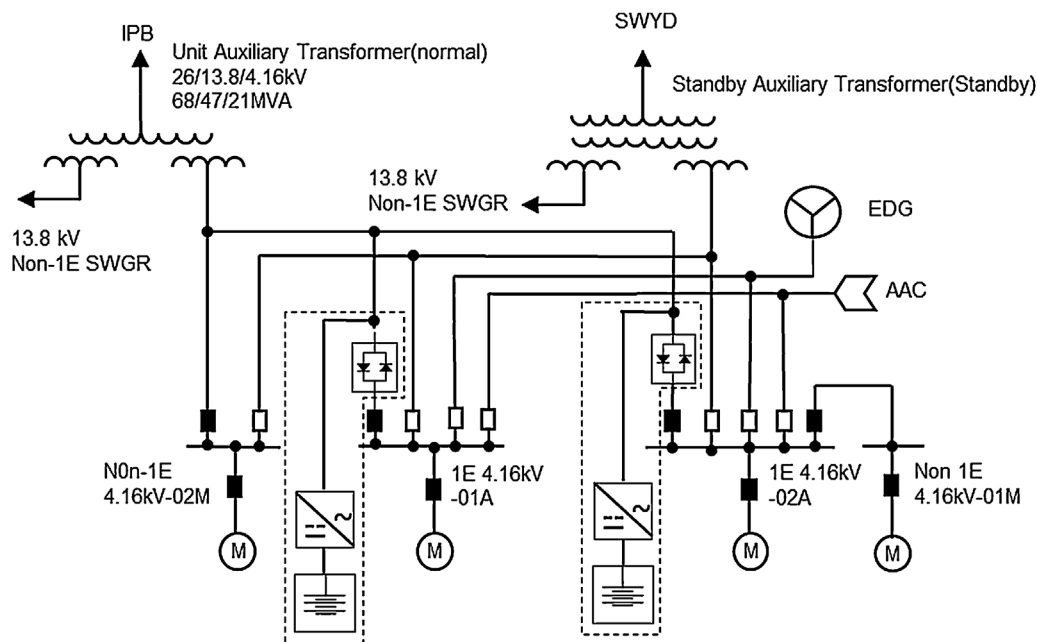 IPB
Unit Auxiliary Transformer(normal)
26/13.8/4.16kV
68/47/21MVA
SWYD
Standby Auxiliary Transformer(Standby)
13.8 kV
Non-1E SWGR
13.8 kV
Non-1E SWGR
EDG
AAC
N0n-1E
4.16kV-02M
1E 4.16kV
-01A
1E 4.16kV
-02A
Non 1E
4.16kV-01M
M
M
M
M